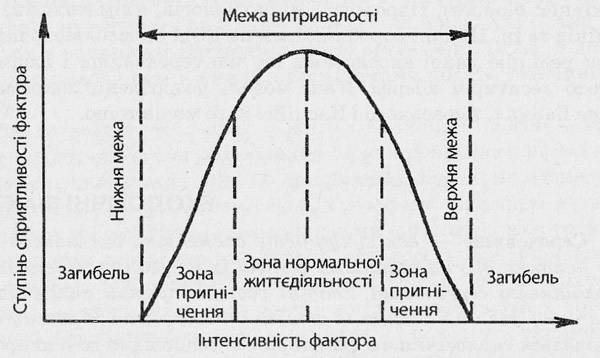 Межа витривалості
Ступінь сприятливості фактора
Нижня межа
Верхня межа
Загибель
Зона
пригні-
чення
Зона нормальної
життєдіяльності
Зона
пригні-
чення
Загибель
Інтенсивність фактора